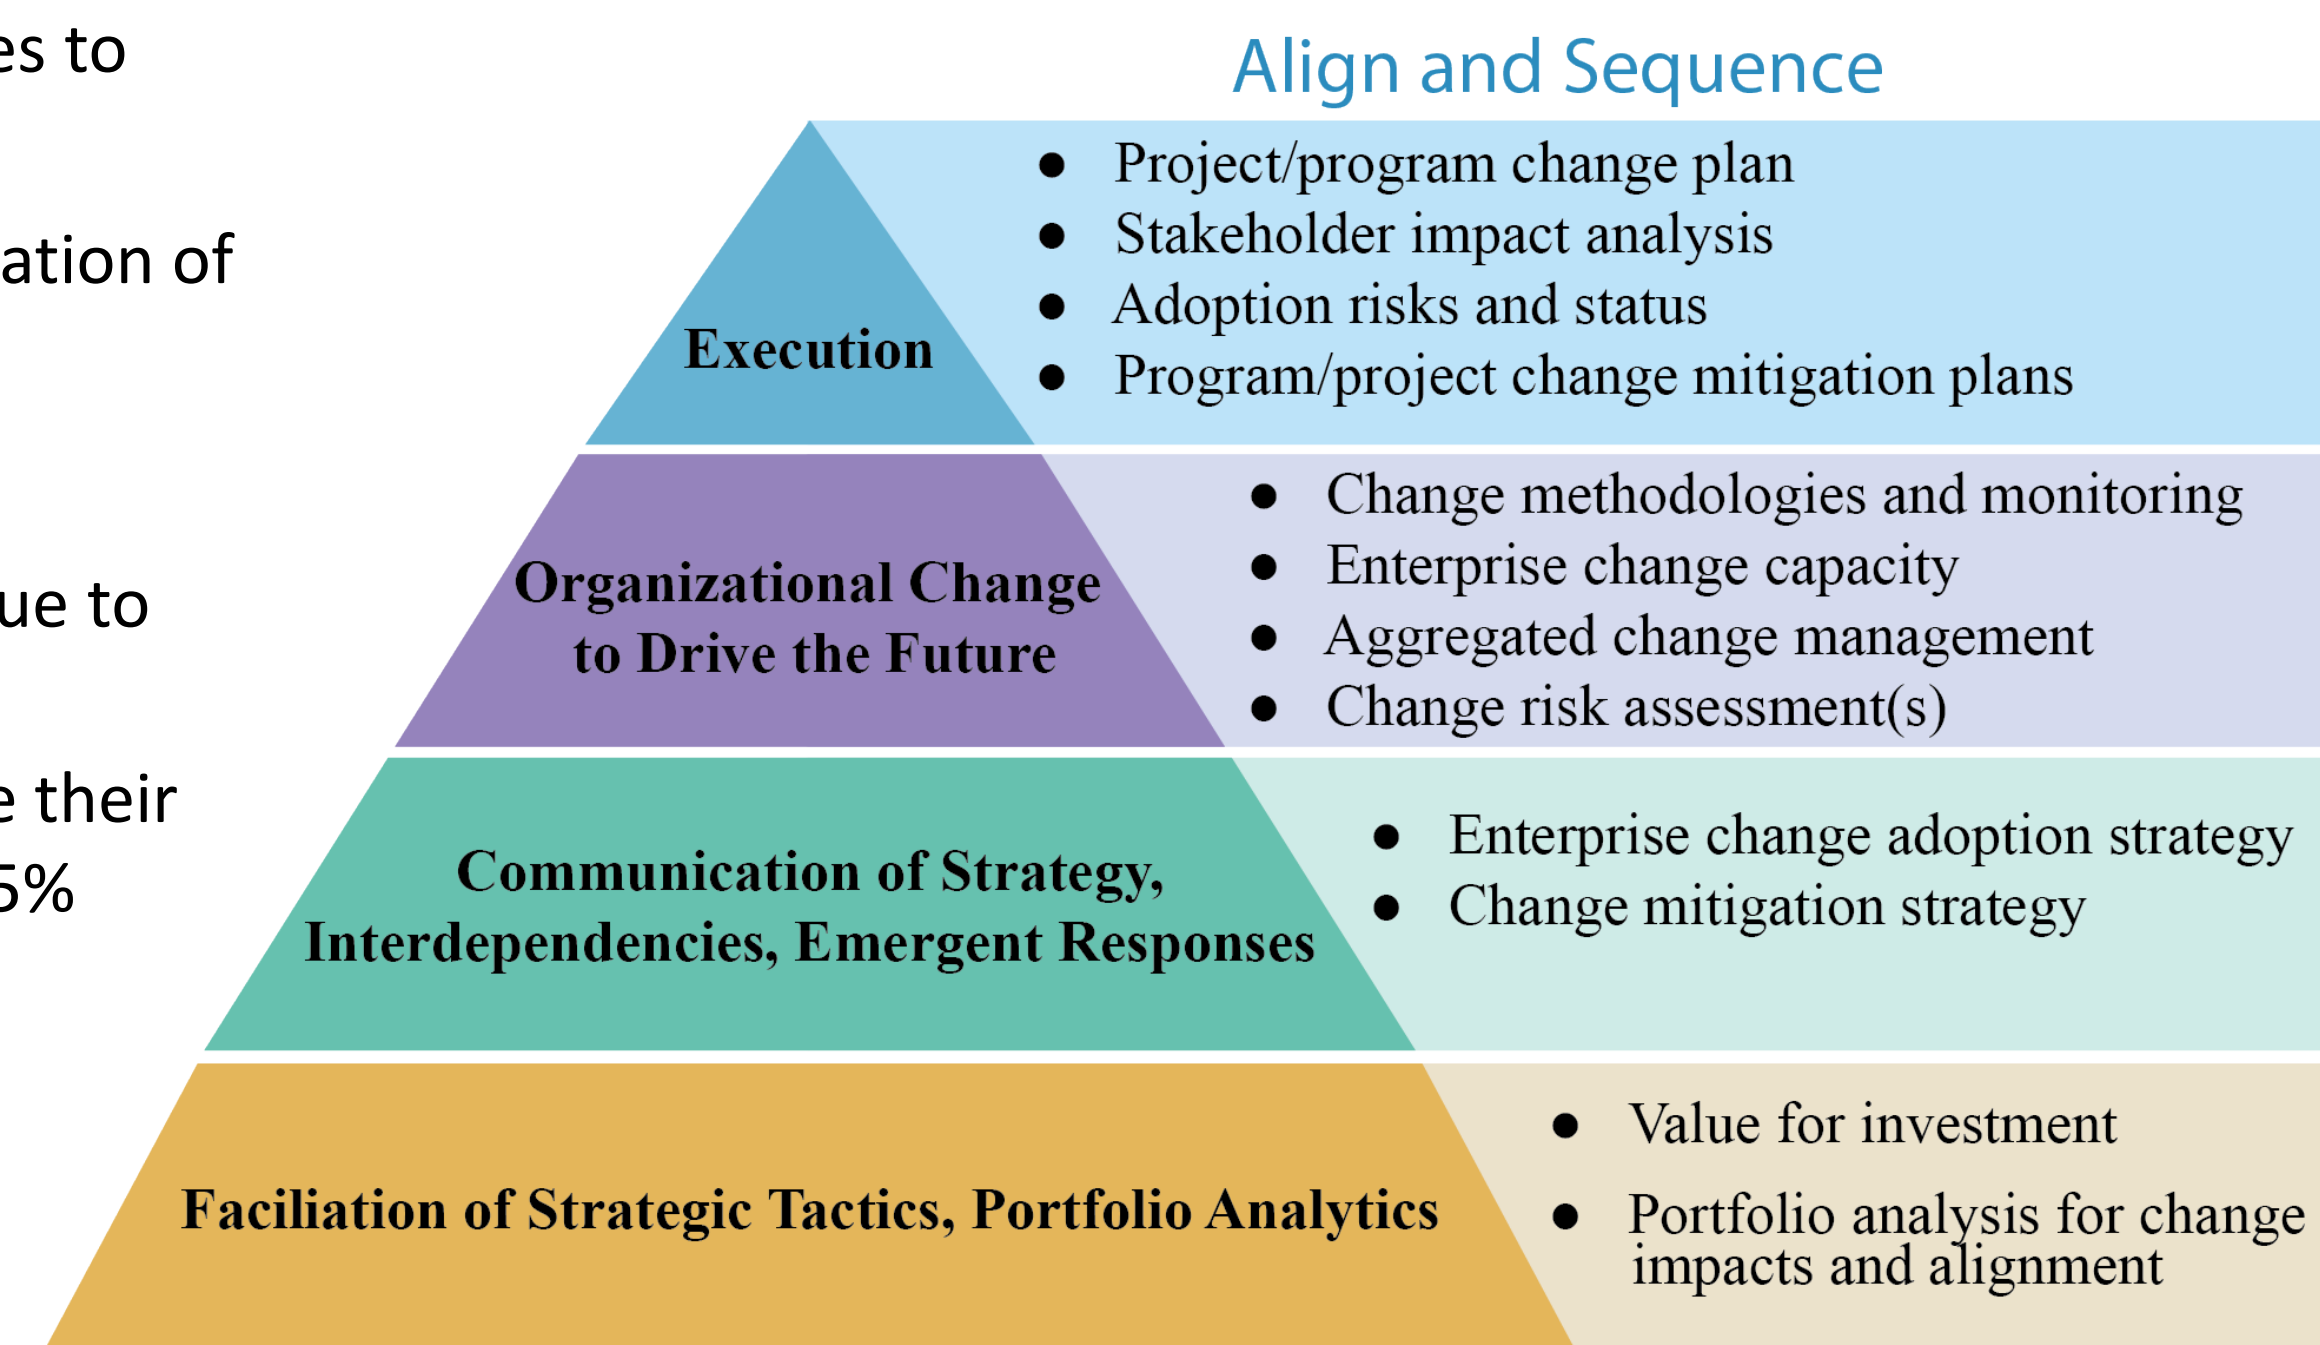 es to
ation of
ue to
e their
5%
Align and Sequence
Execution
● Project/program change plan
● Stakeholder impact analysis
● Adoption risks and status
● Program/project change mitigation plans
Organizational Change
to Drive the Future
● Change methodologies and monitoring
● Enterprise change capacity
● Aggregated change management
● Change risk assessment(s)
Communication of Strategy,
Interdependencies, Emergent Responses
● Enterprise change adoption strategy
● Change mitigation strategy
Faciliation of Strategic Tactics, Portfolio Analytics
● Value for investment
● Portfolio analysis for change
impacts and alignment